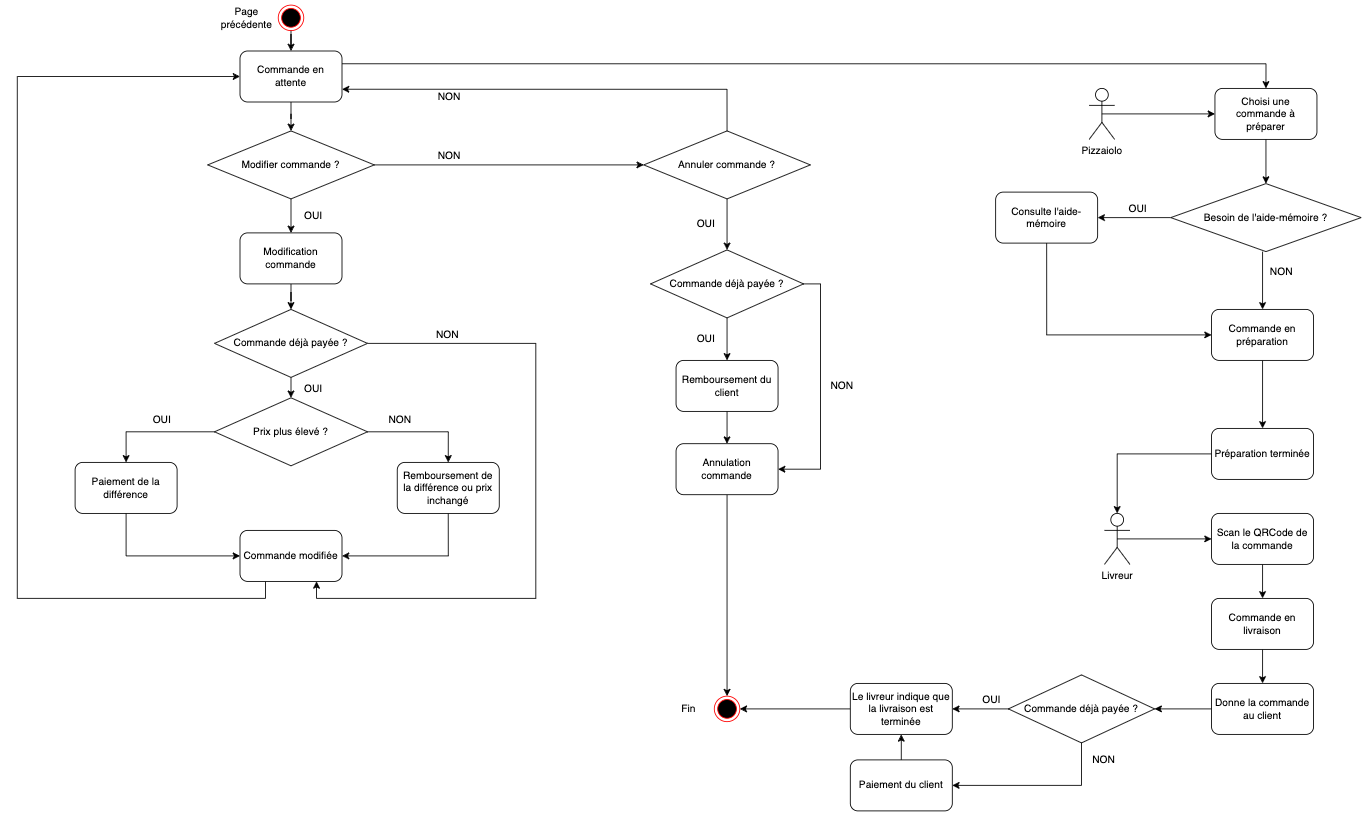 Page
précédente
Commande en
attente
NON
Choisi une
commande à
préparer
Pizzaiolo
Modifier commande ?
NON
Annuler commande ?
OUI
OUI
Consulte l'aide-
mémoire
OUI
Besoin de l'aide-mémoire ?
NON
Modification
commande
Commande déjà payée ?
Commande déjà payée ?
NON
OUI
OUI
NON
Commande en
préparation
Remboursement du
client
Prix plus élevé ?
OUI
NON
Paiement de la
différence
Remboursement de
la différence ou prix
inchangé
Annulation
commande
Préparation terminée
Commande modifiée
Livreur
Scan le QRCode de
la commande
Commande en
livraison
Fin
Le livreur indique que
la livraison est
terminée
OUI
Commande déjà payée ?
Donne la commande
au client
NON
Paiement du client